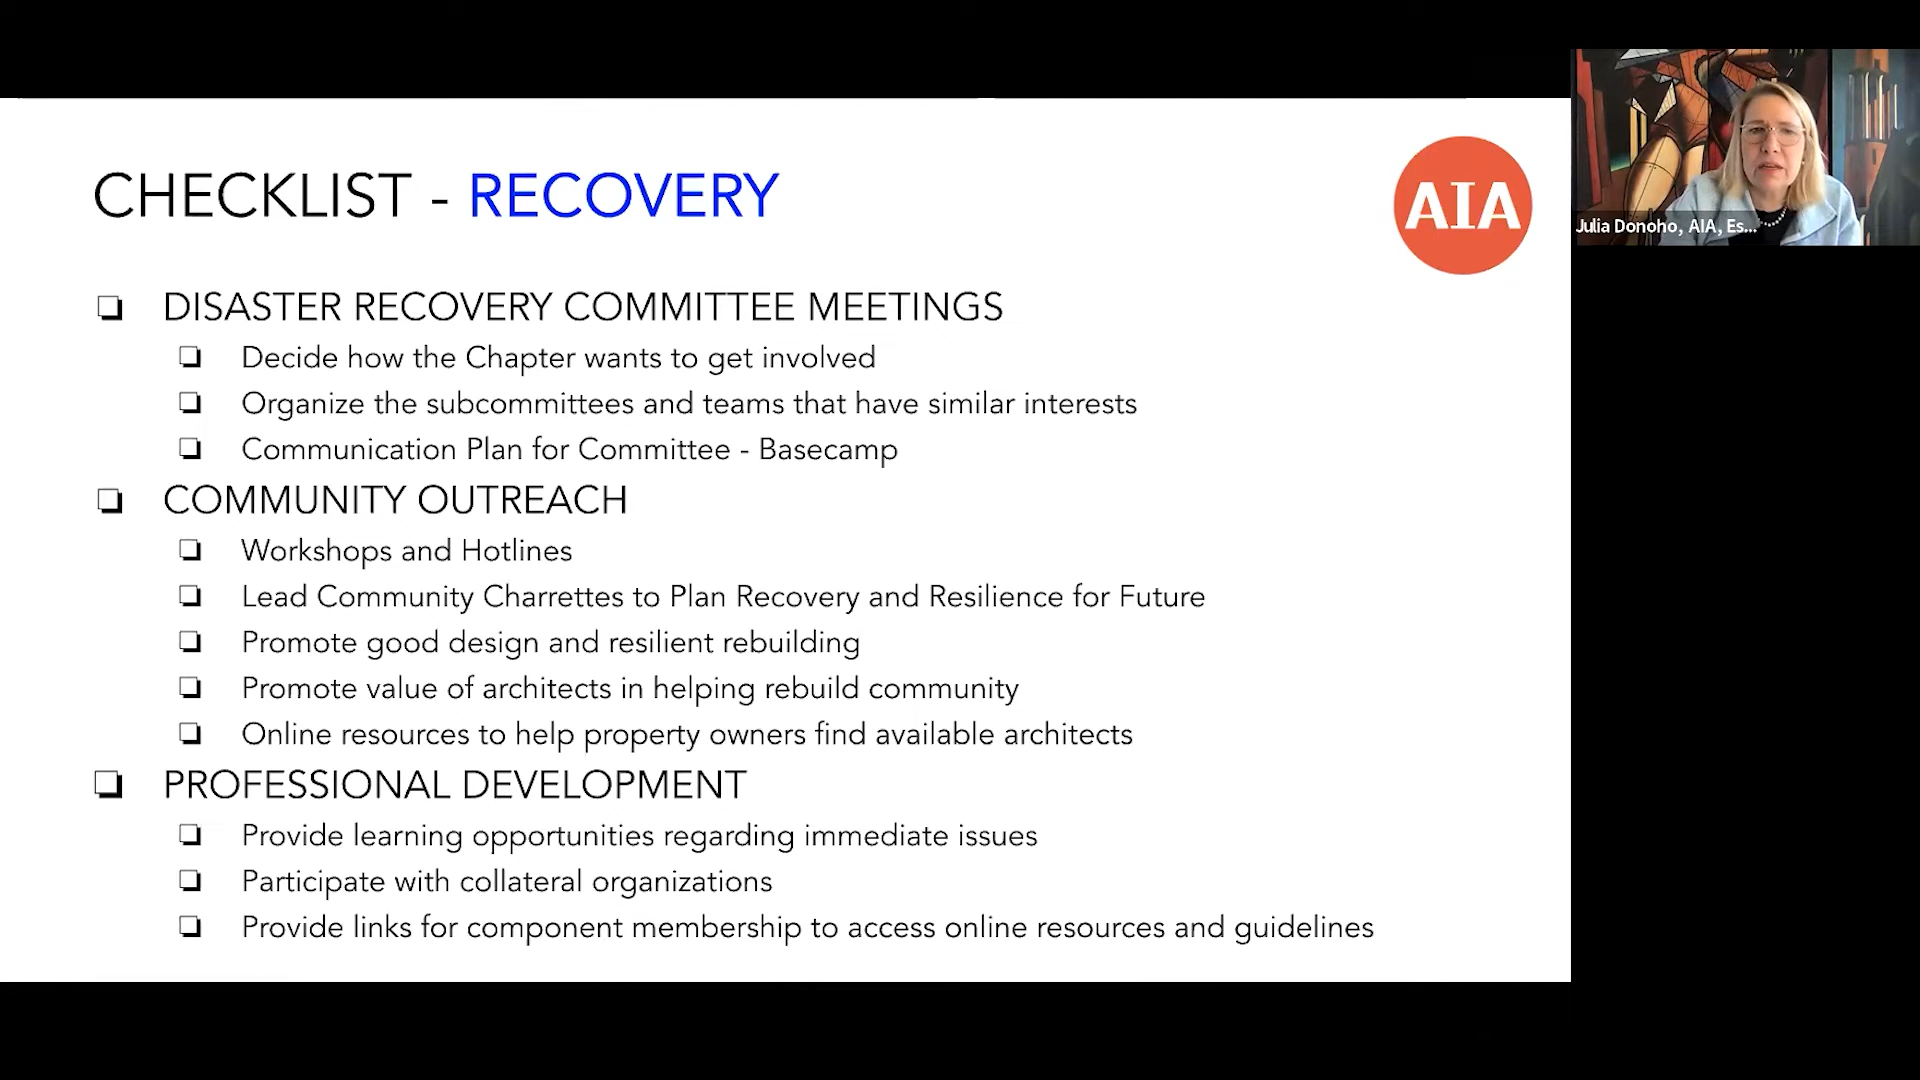 CHECKLIST - RECOVERY
AIA
Julia Donoho, AIA, Es...
DISASTER RECOVERY COMMITTEE MEETINGS
Decide how the Chapter wants to get involved
Organize the subcommittees and teams that have similar interests
Communication Plan for Committee - Basecamp
COMMUNITY OUTREACH
Workshops and Hotlines
Lead Community Charrettes to Plan Recovery and Resilience for Future
Promote good design and resilient rebuilding
Promote value of architects in helping rebuild community
Online resources to help property owners find available architects
PROFESSIONAL DEVELOPMENT
Provide learning opportunities regarding immediate issues
Participate with collateral organizations
Provide links for component membership to access online resources and guidelines